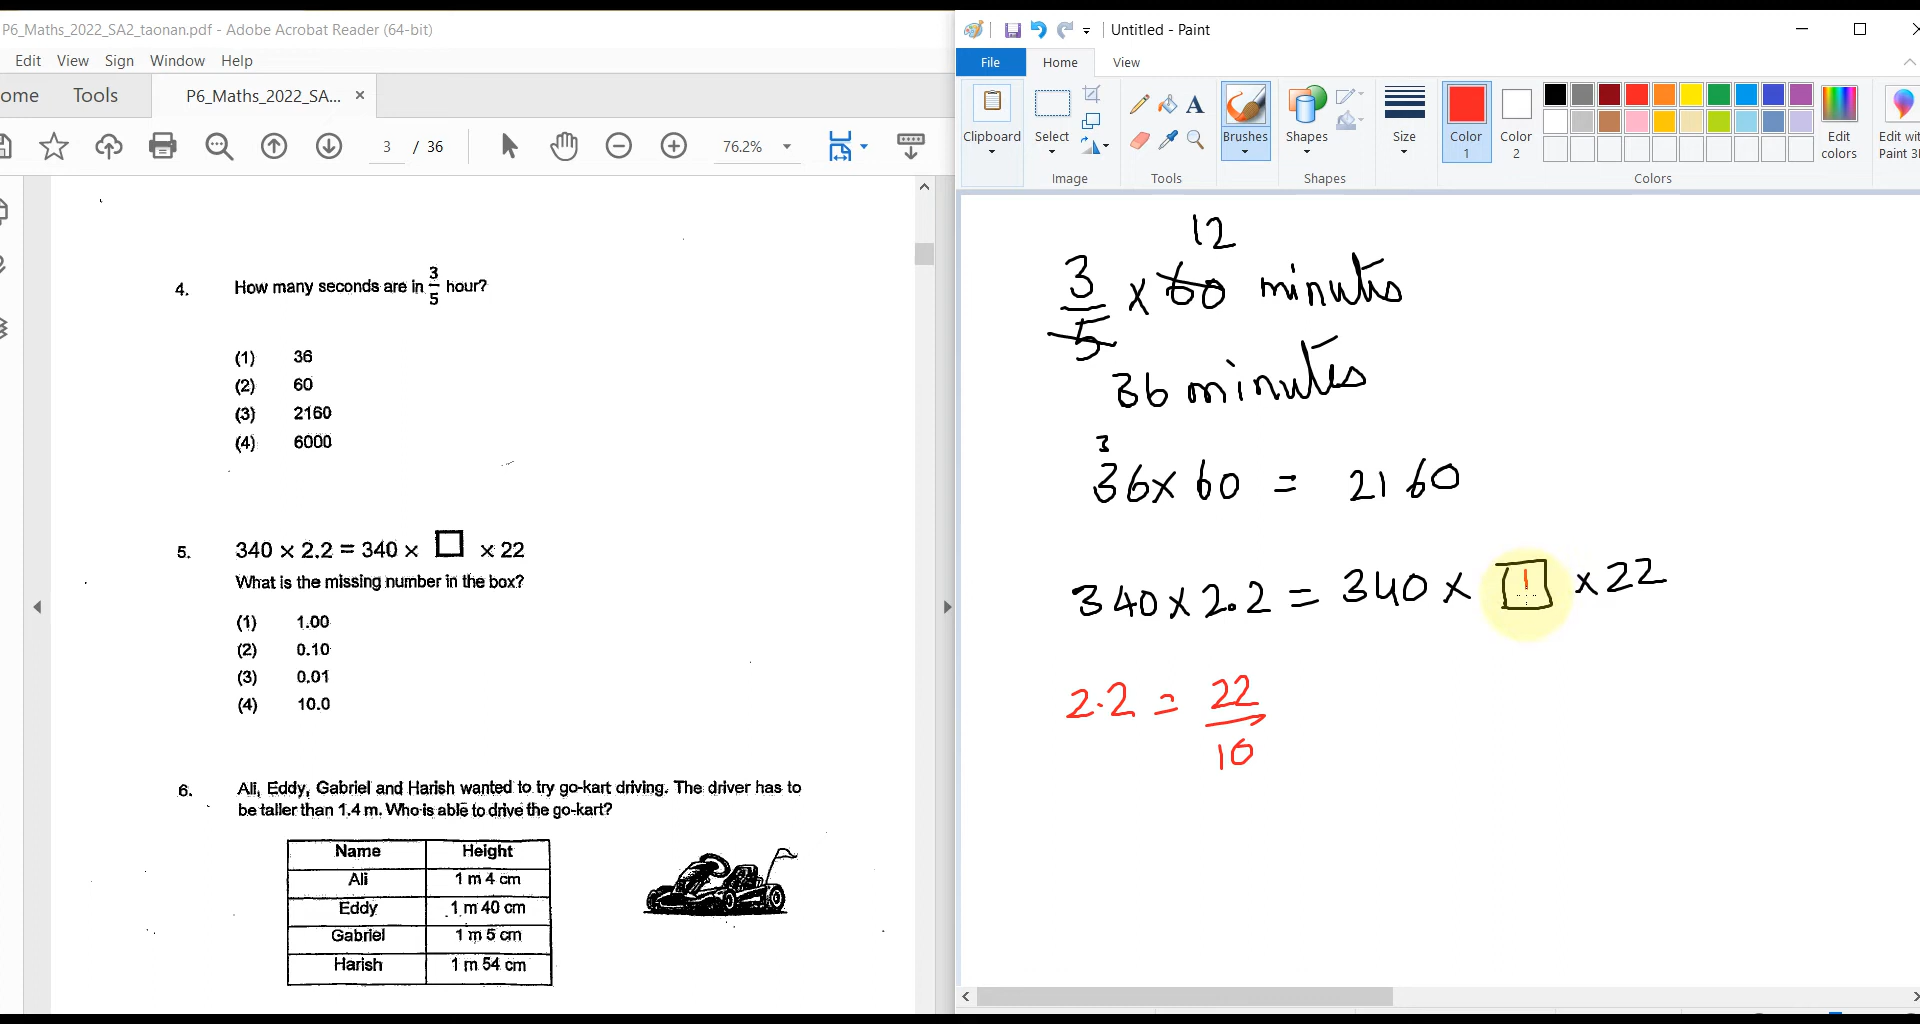 P6_Maths_2022_SA2_taonan.pdf - Adobe Acrobat Reader (64-bit)
Edit View Sign Window Help
ome Tools P6_Maths_2022_SA... ×
3 / 36 76.2%
4. How many seconds are in 3/5 hour?
(1) 36
(2) 60
(3) 2160
(4) 6000
5. 340 × 2.2 = 340 × □ × 22
What is the missing number in the box?
(1) 1.00
(2) 0.10
(3) 0.01
(4) 10.0
6. Ali, Eddy, Gabriel and Harish wanted to try go-kart driving. The driver has to
be taller than 1.4 m. Who is able to drive the go-kart?
Name Height
Ali 1 m 4 cm
Eddy 1 m 40 cm
Gabriel 1 m 5 cm
Harish 1 m 54 cm
Untitled - Paint
File Home View
Clipboard Select Brushes Shapes Size Color 1 Color 2 Edit colors Edit wit Paint 3D
Image Tools Shapes Colors
12
3/5 × 60 minutes
36 minutes
3
36 × 60 = 2160
340 × 2.2 = 340 × □ × 22
2.2 = 22/10